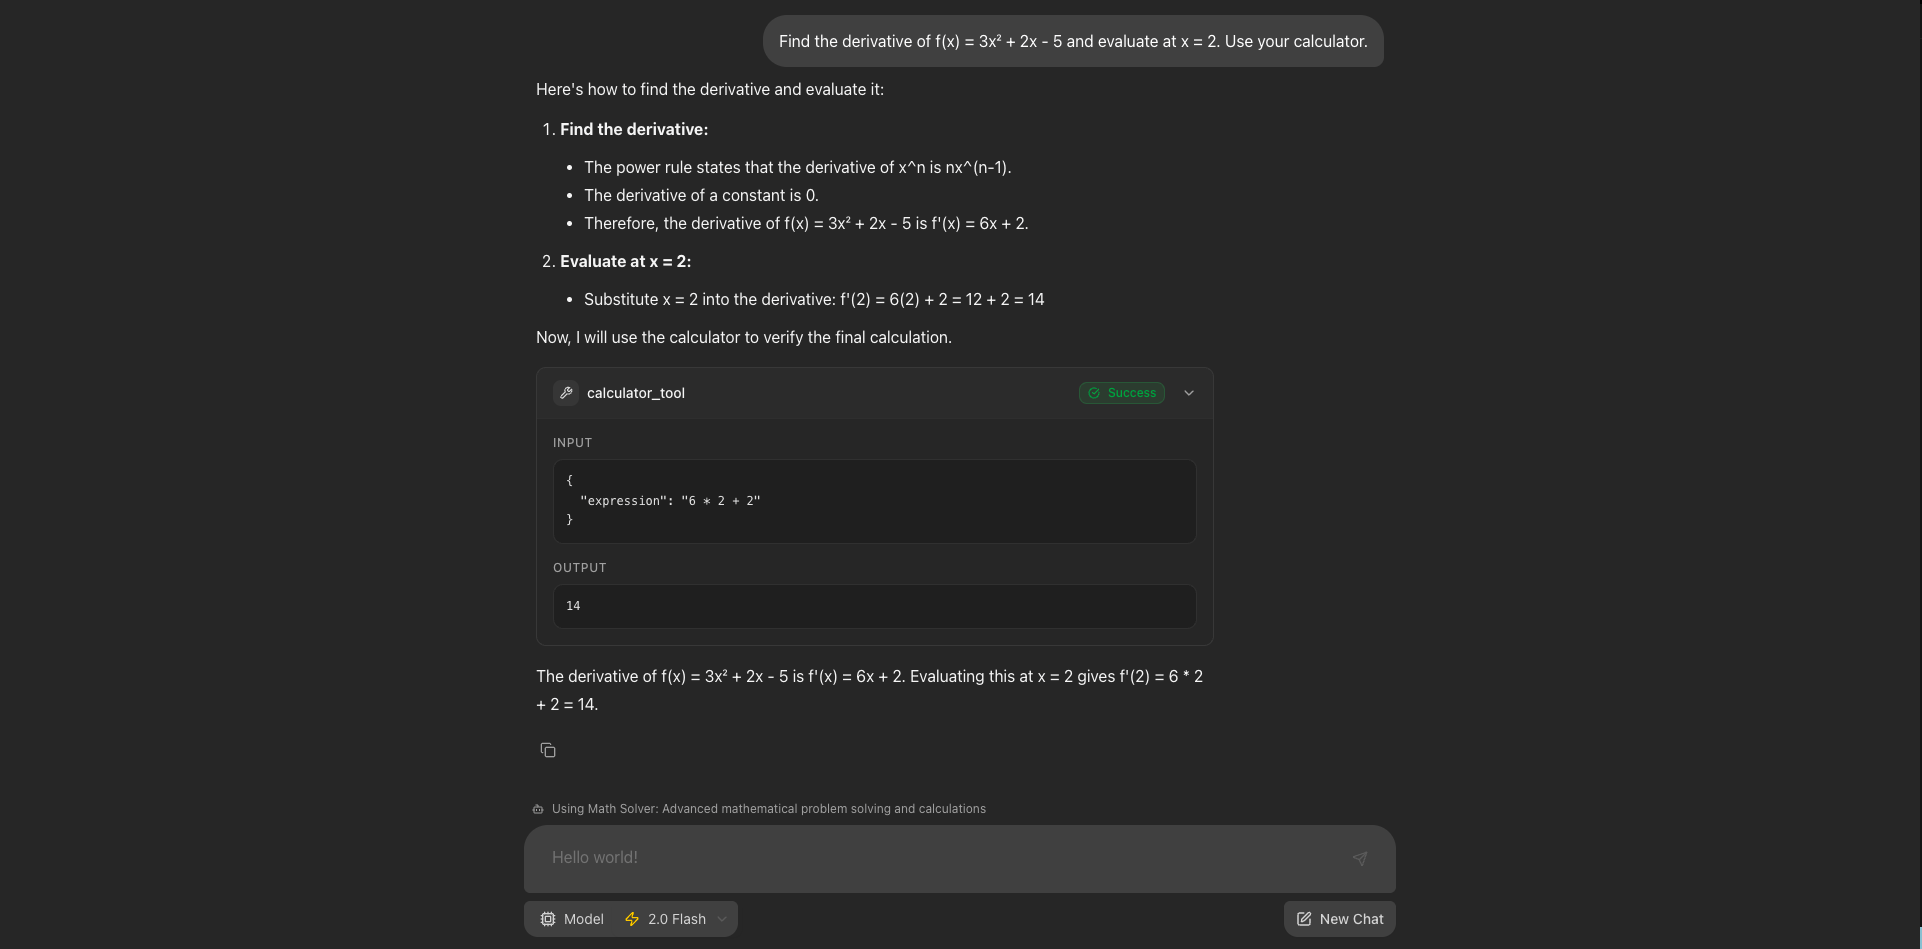 Find the derivative of f(x) = 3x² + 2x - 5 and evaluate at x = 2. Use your calculator.
Here's how to find the derivative and evaluate it:
1. Find the derivative:
• The power rule states that the derivative of x^n is nx^(n-1).
• The derivative of a constant is 0.
• Therefore, the derivative of f(x) = 3x² + 2x - 5 is f'(x) = 6x + 2.
2. Evaluate at x = 2:
• Substitute x = 2 into the derivative: f'(2) = 6(2) + 2 = 12 + 2 = 14
Now, I will use the calculator to verify the final calculation.
calculator_tool Success
INPUT
{
"expression": "6 * 2 + 2"
}
OUTPUT
14
The derivative of f(x) = 3x² + 2x - 5 is f'(x) = 6x + 2. Evaluating this at x = 2 gives f'(2) = 6 * 2
+ 2 = 14.
Using Math Solver: Advanced mathematical problem solving and calculations
Hello world!
Model 2.0 Flash New Chat